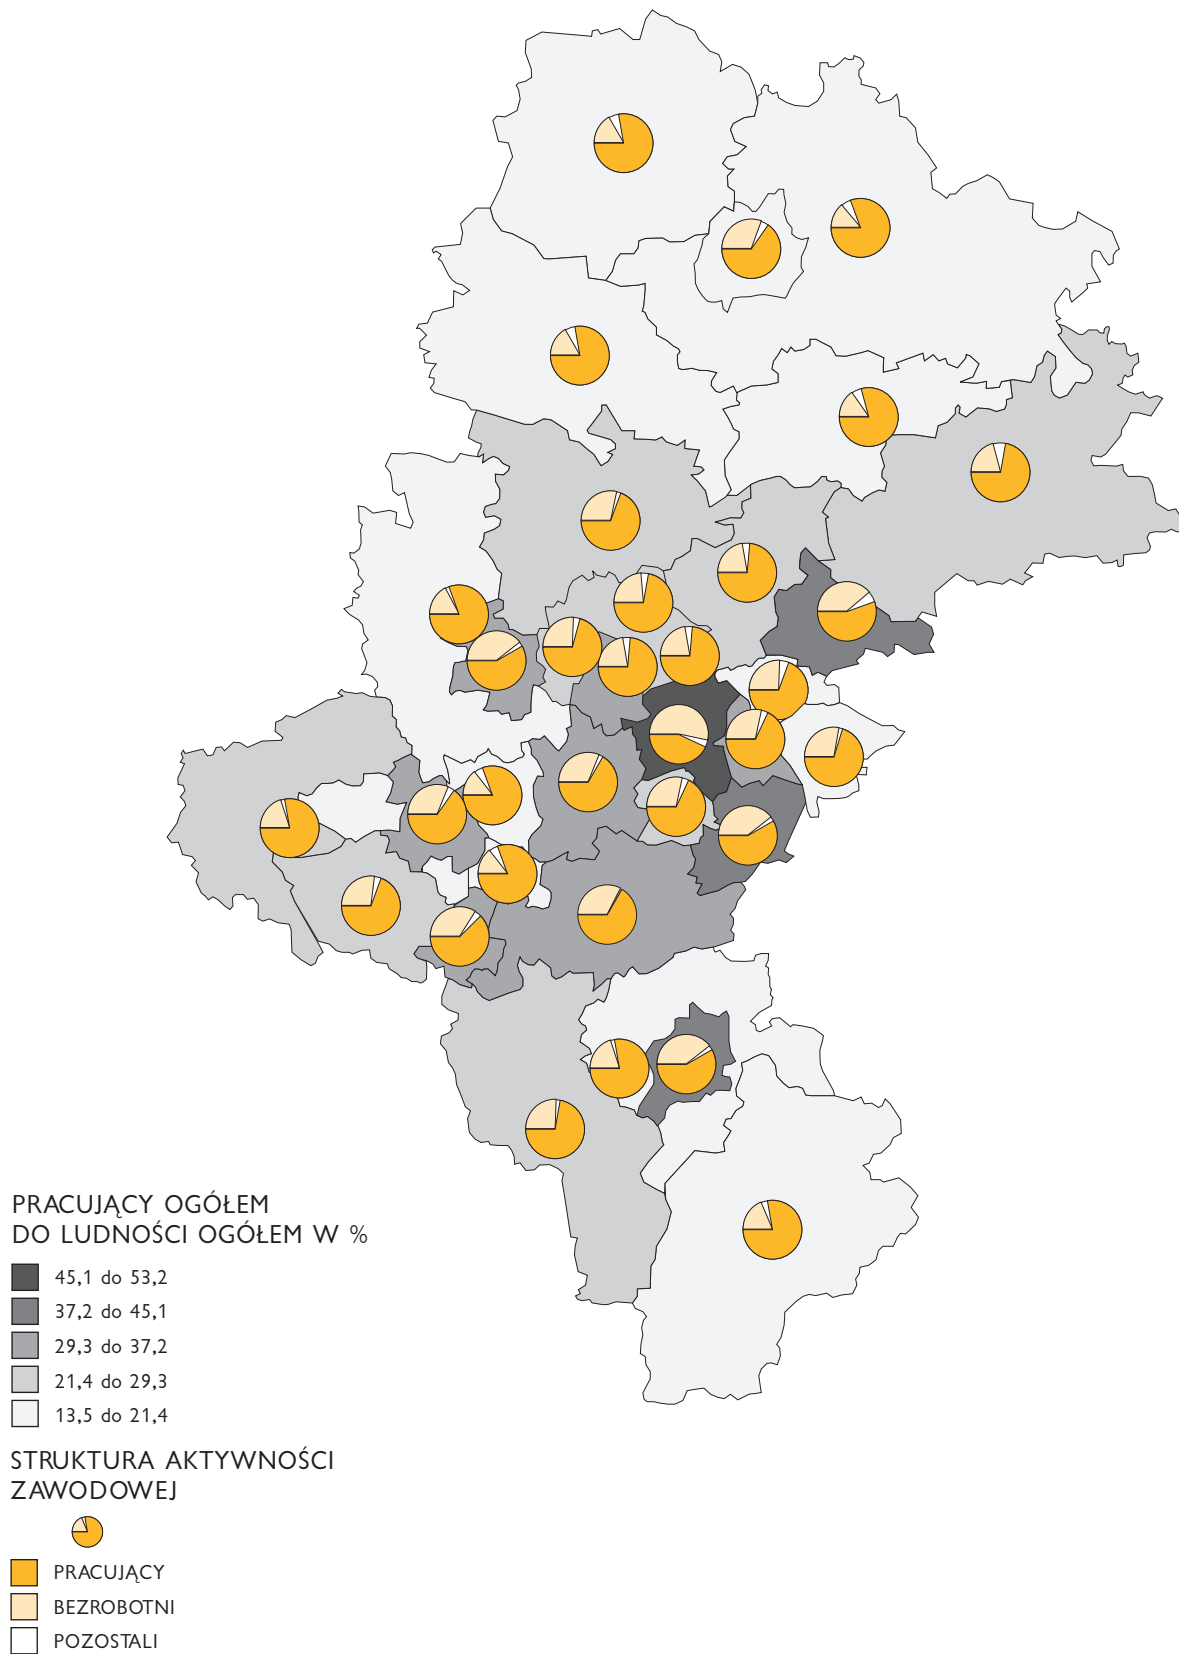 PRACUJĄCY OGÓŁEM
DO LUDNOŚCI OGÓŁEM W %
45,1 do 53,2
37,2 do 45,1
29,3 do 37,2
21,4 do 29,3
13,5 do 21,4
STRUKTURA AKTYWNOŚCI
ZAWODOWEJ
PRACUJĄCY
BEZROBOTNI
POZOSTALI